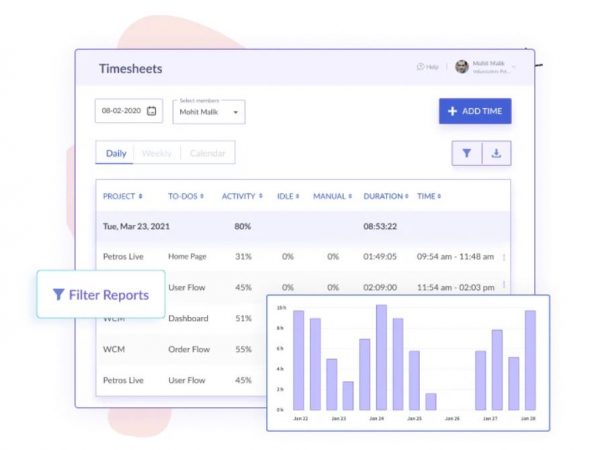 Timesheets
Help
Mohit Malik
08-02-2020
Select members
Mohit Malik
ADD TIME
Daily Weekly Calendar
PROJECT TO-DOS ACTIVITY IDLE MANUAL DURATION TIME
Tue, Mar 23, 2021 80% 08:53:22
Petros Live Home Page 31% 0% 0% 01:49:05 09:54 am - 11:48 am
User Flow 45% 0% 0% 02:09:00 11:54 am - 02:03 pm
Filter Reports
WCM Dashboard 51%
WCM Order Flow 55%
Petros Live User Flow 45%
10 h
8 h
6 h
4 h
2 h
0 h
Jan 22 Jan 23 Jan 24 Jan 25 Jan 26 Jan 27 Jan 28